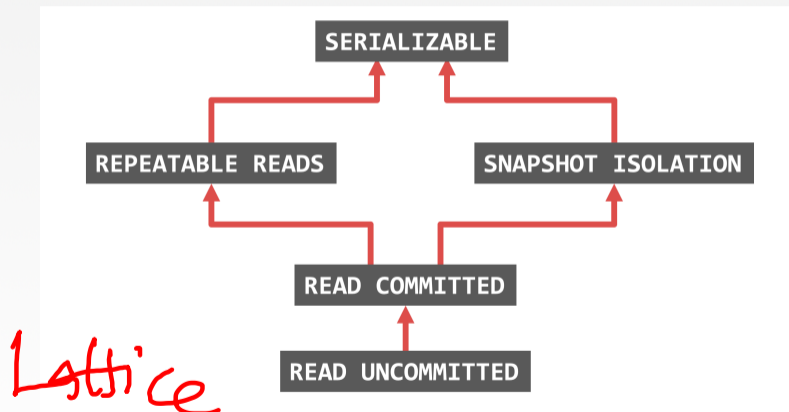 SERIALIZABLE
REPEATABLE READS
SNAPSHOT ISOLATION
READ COMMITTED
Lattice
READ UNCOMMITTED